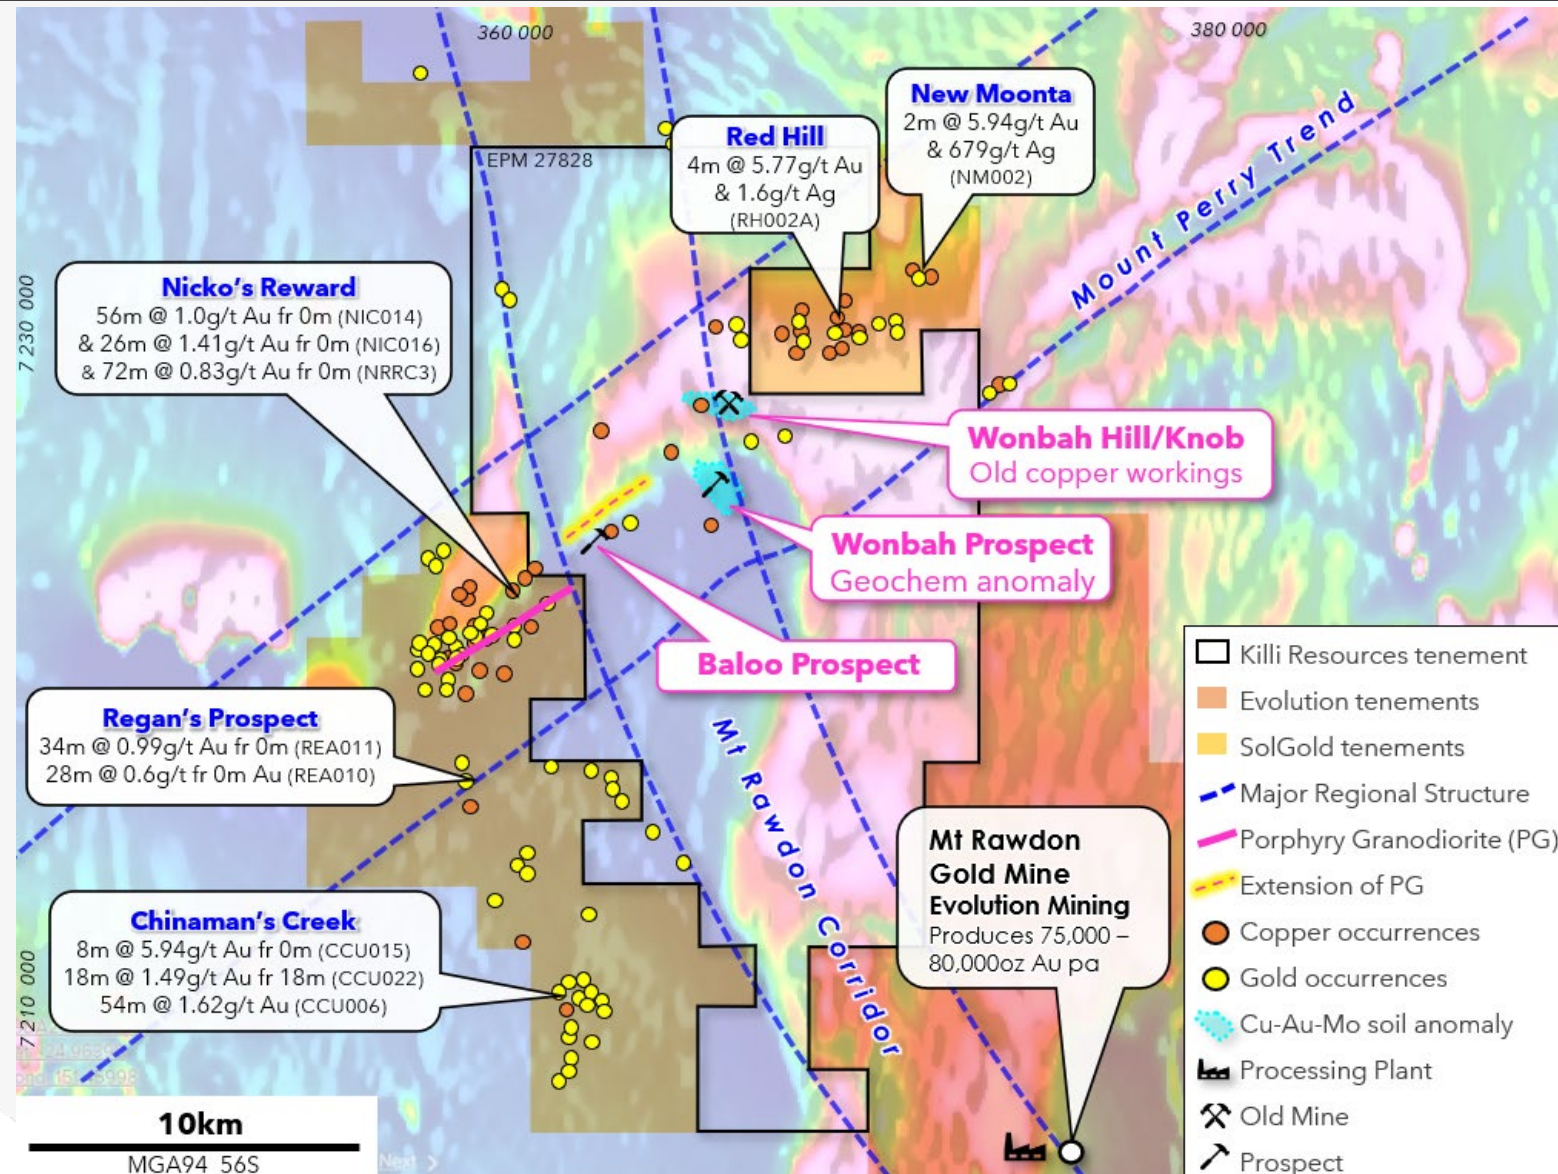 360 000
380 000
New Moonta
2m @ 5.94g/t Au
& 679g/t Ag
(NM002)
Red Hill
4m @ 5.77g/t Au
& 1.6g/t Ag
(RH002A)
EPM 27828
Mount Perry Trend
7 230 000
Nicko's Reward
56m @ 1.0g/t Au fr 0m (NIC014)
& 26m @ 1.41g/t Au fr 0m (NIC016)
& 72m @ 0.83g/t Au fr 0m (NRRC3)
Wonbah Hill/Knob
Old copper workings
Wonbah Prospect
Geochem anomaly
Baloo Prospect
Regan's Prospect
34m @ 0.99g/t Au fr 0m (REA011)
28m @ 0.6g/t fr 0m Au (REA010)
Mt Rawdon Corridor
Mt Rawdon
Gold Mine
Evolution Mining
Produces 75,000 –
80,000oz Au pa
Chinaman's Creek
8m @ 5.94g/t Au fr 0m (CCU015)
18m @ 1.49g/t Au fr 18m (CCU022)
54m @ 1.62g/t Au (CCU006)
7 210 000
10km
MGA94 56S
Next
Killi Resources tenement
Evolution tenements
SolGold tenements
Major Regional Structure
Porphyry Granodiorite (PG)
Extension of PG
Copper occurrences
Gold occurrences
Cu-Au-Mo soil anomaly
Processing Plant
Old Mine
Prospect